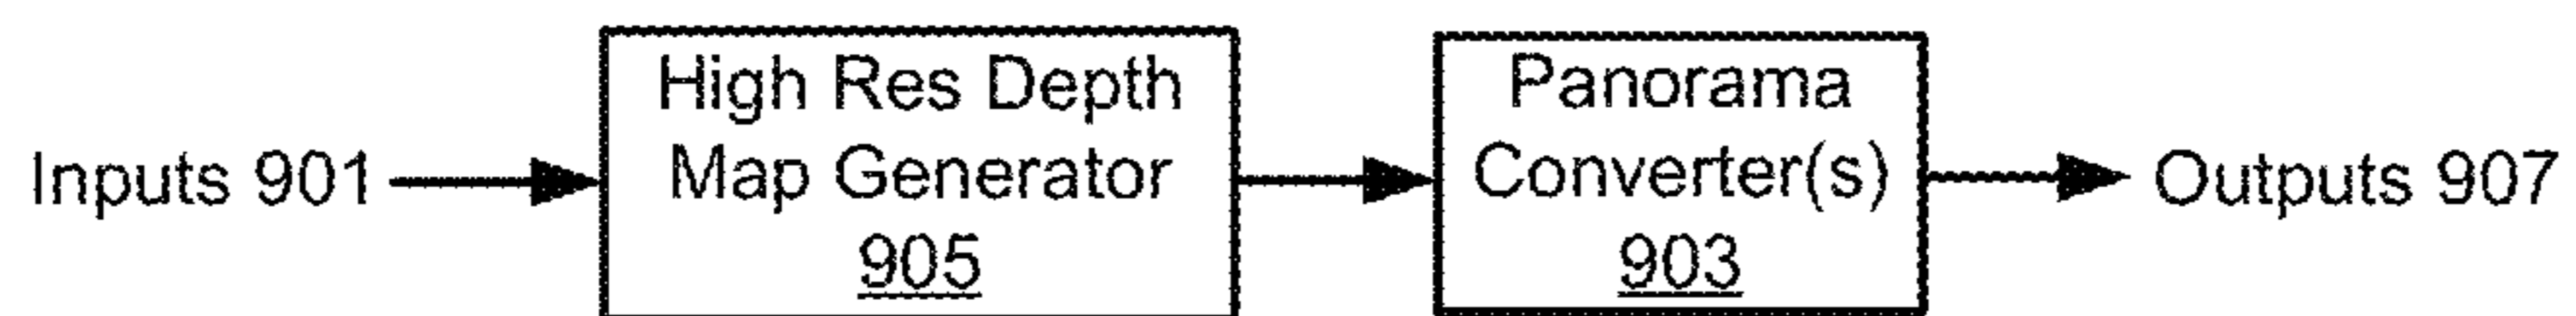 Inputs 901
High Res Depth
Map Generator
905
Panorama
Converter(s)
903
Outputs 907